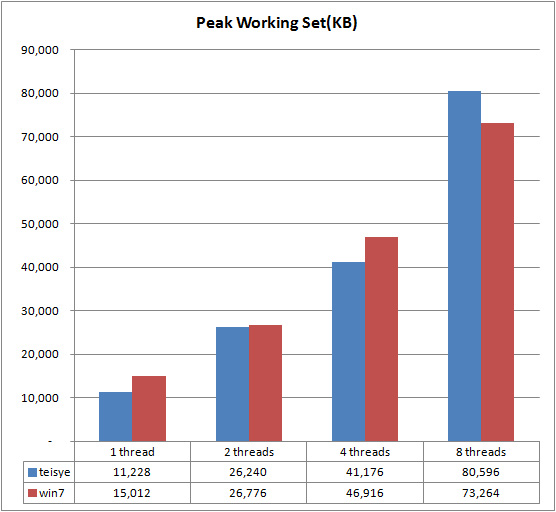 Peak Working Set(KB)
90,000
80,000
70,000
60,000
50,000
40,000
30,000
20,000
10,000
-
1 thread 2 threads 4 threads 8 threads
teisye 11,228 26,240 41,176 80,596
win7 15,012 26,776 46,916 73,264